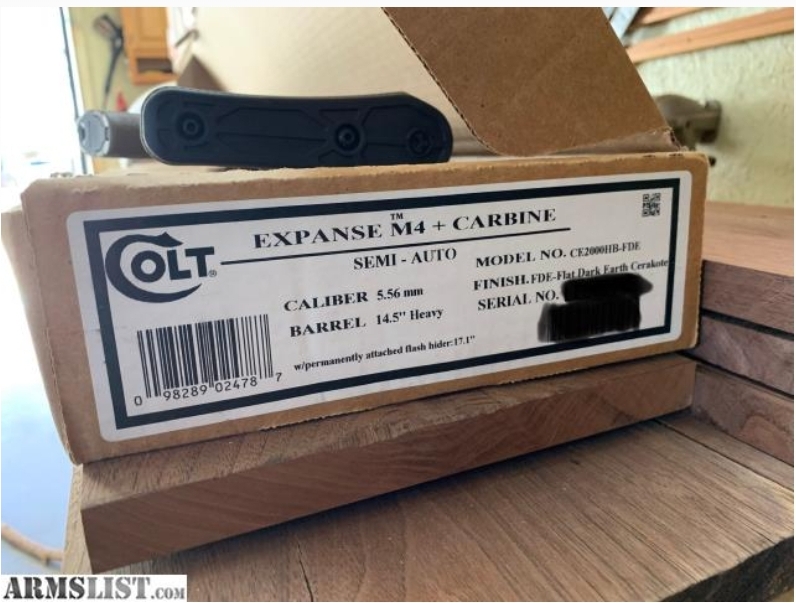 COLT®
EXPANSE™ M4 + CARBINE
SEMI - AUTO
CALIBER 5.56 mm
BARREL 14.5" Heavy
w/permanently attached flash hider:17.1"
MODEL NO. CE2000HB-FDE
FINISH.FDE-Flat Dark Earth Cerakote
SERIAL NO.
0 98289 02478 7
ARMSLIST.com